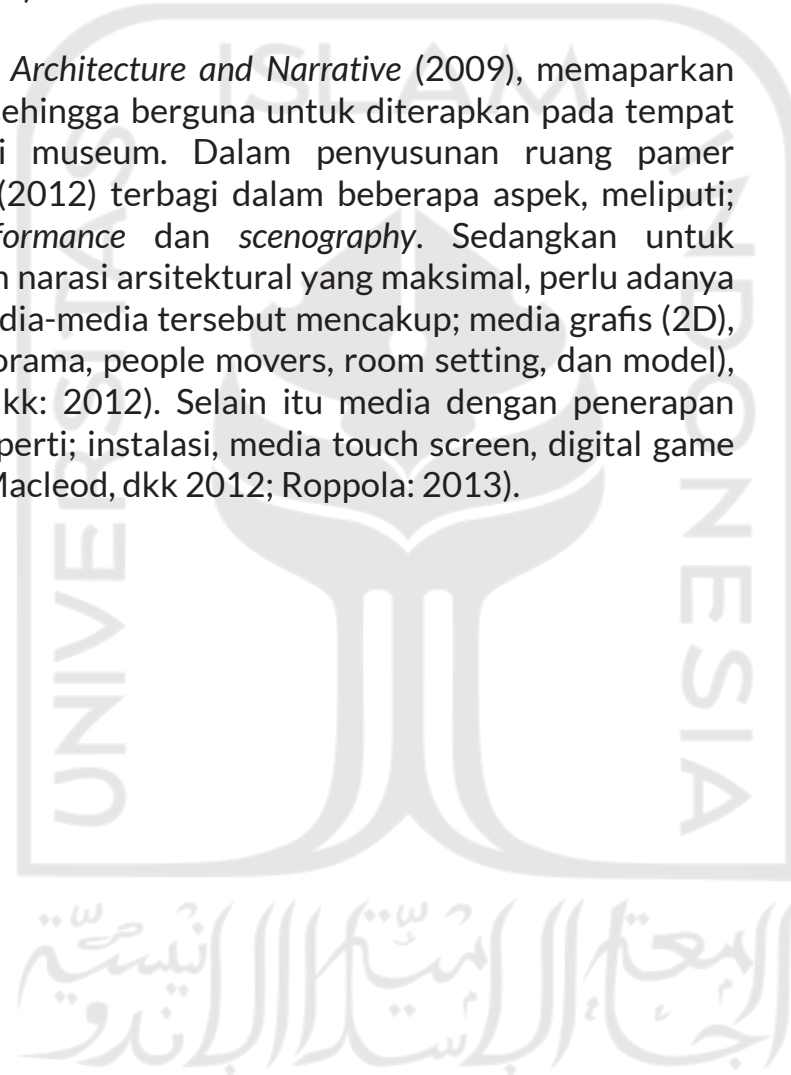 Architecture and Narrative (2009), memaparkan
sehingga berguna untuk diterapkan pada tempat
i museum. Dalam penyusunan ruang pamer
(2012) terbagi dalam beberapa aspek, meliputi;
formance dan scenography. Sedangkan untuk
n narasi arsitektural yang maksimal, perlu adanya
dia-media tersebut mencakup; media grafis (2D),
orama, people movers, room setting, dan model),
kk: 2012). Selain itu media dengan penerapan
perti; instalasi, media touch screen, digital game
Macleod, dkk 2012; Roppola: 2013).
ISLAM
UNIVERSITAS
INDONESIA